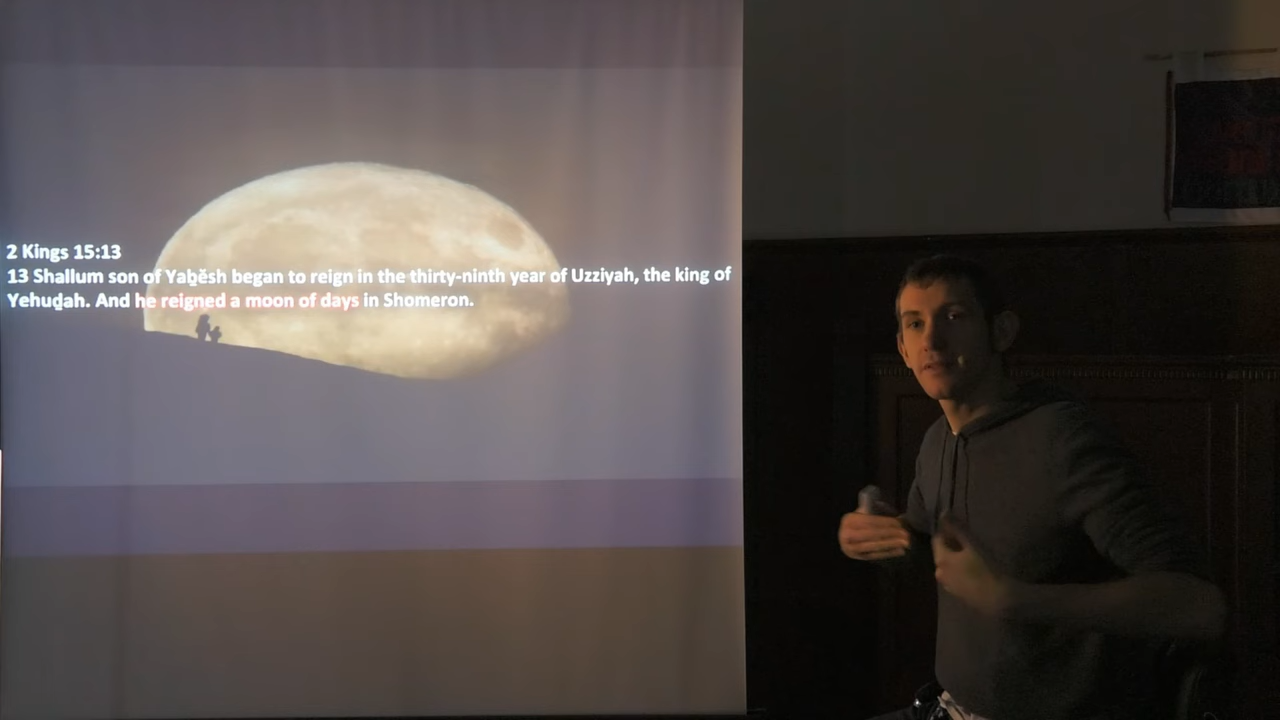 2 Kings 15:13
13 Shallum son of Yaḇĕsh began to reign in the thirty-ninth year of Uzziyah, the king of
Yehuḏah. And he reigned a moon of days in Shomeron.